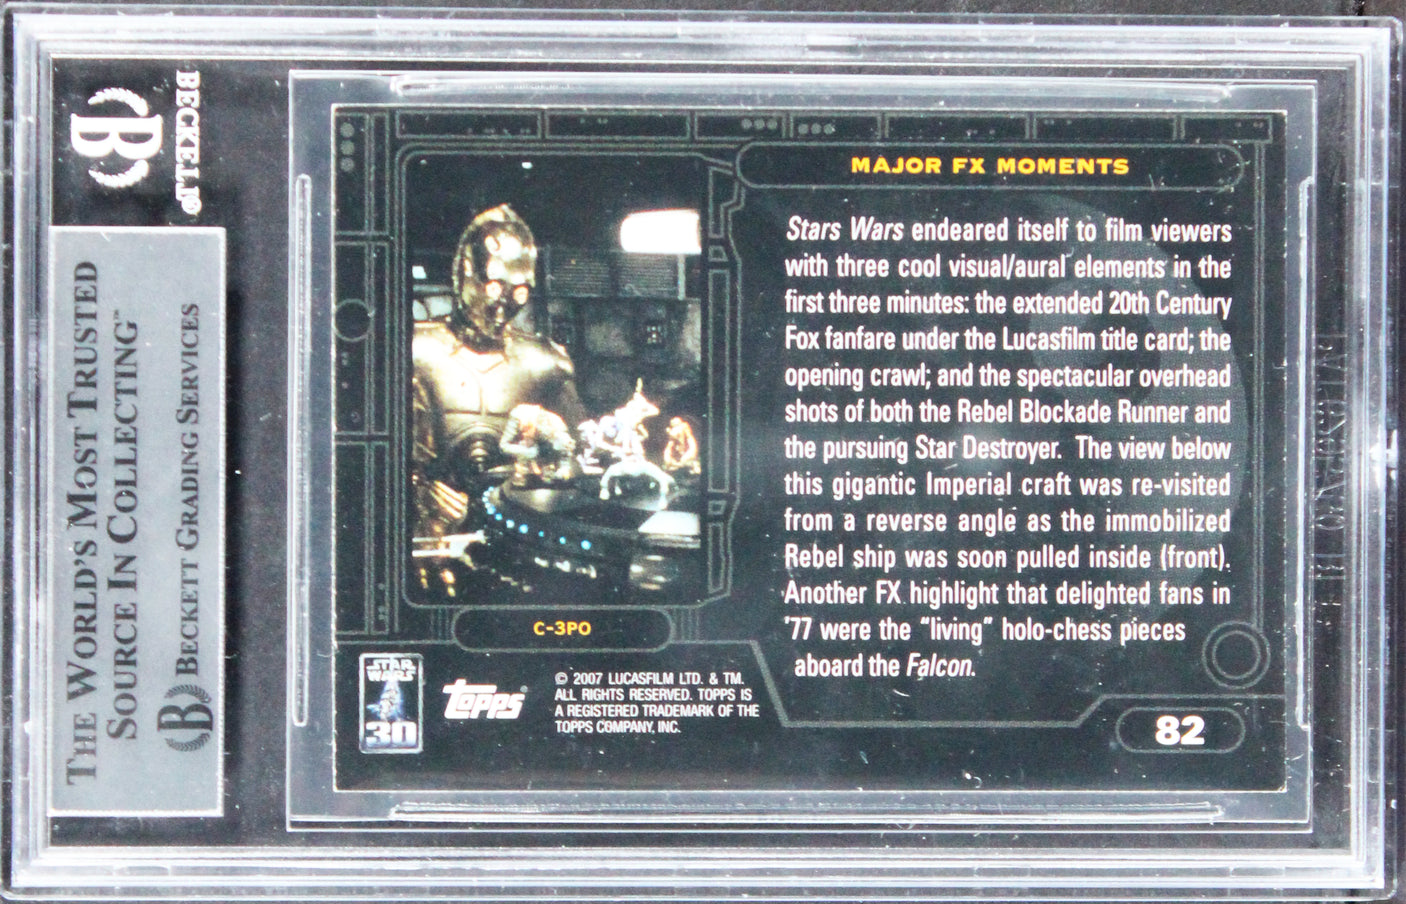 BECKETT®
B
THE WORLD'S MOST TRUSTED
SOURCE IN COLLECTING™
B BECKETT GRADING SERVICES
MAJOR FX MOMENTS
Stars Wars endeared itself to film viewers
with three cool visual/aural elements in the
first three minutes: the extended 20th Century
Fox fanfare under the Lucasfilm title card; the
opening crawl; and the spectacular overhead
shots of both the Rebel Blockade Runner and
the pursuing Star Destroyer. The view below
this gigantic Imperial craft was re-visited
from a reverse angle as the immobilized
Rebel ship was soon pulled inside (front).
Another FX highlight that delighted fans in
'77 were the "living" holo-chess pieces
aboard the Falcon.
C-3PO
STAR
WARS
30
Topps®
© 2007 LUCASFILM LTD. & TM.
ALL RIGHTS RESERVED. TOPPS IS
A REGISTERED TRADEMARK OF THE
TOPPS COMPANY, INC.
82